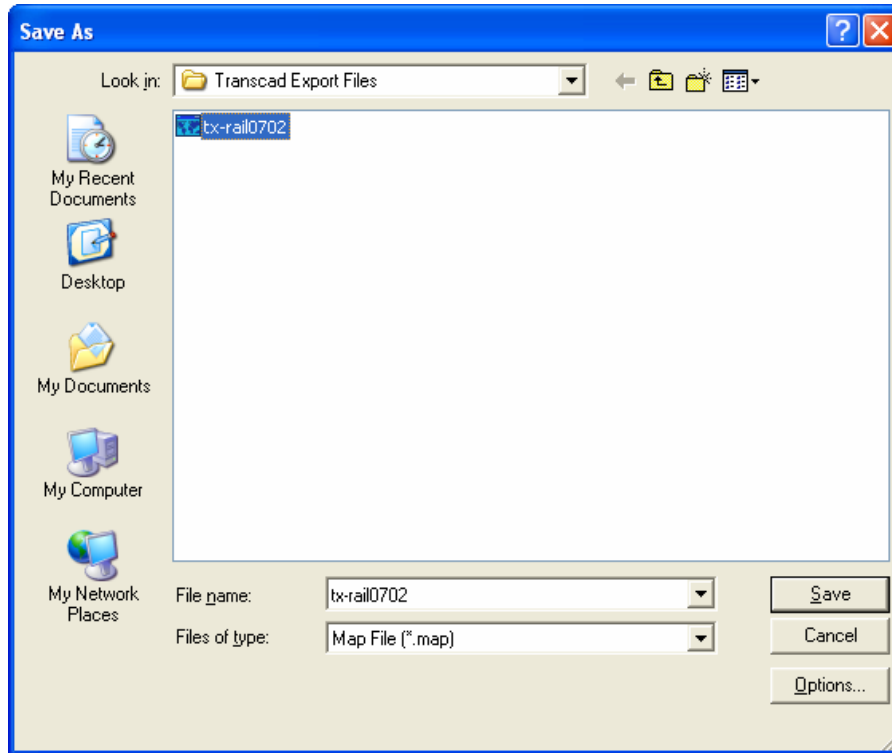 Save As
Look in: Transcad Export Files
tx-rail0702
My Recent
Documents
Desktop
My Documents
My Computer
My Network
Places
File name: tx-rail0702 Save
Files of type: Map File (*.map) Cancel
Options...